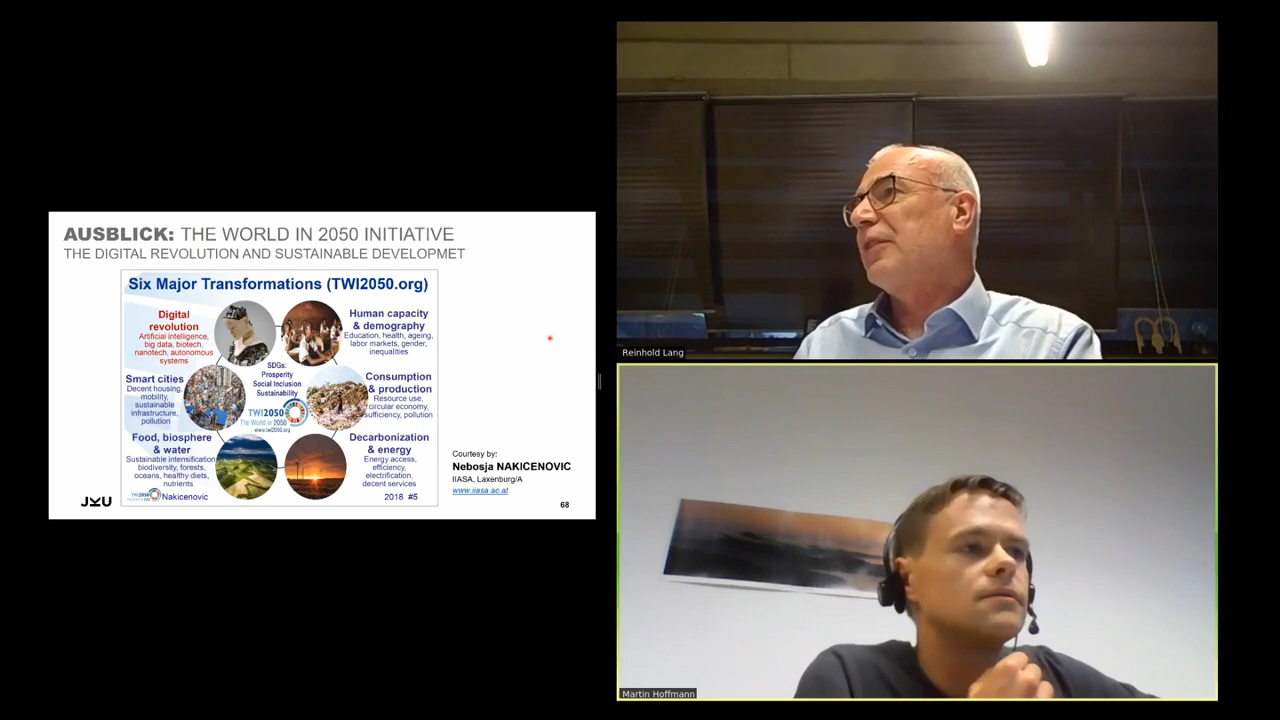 AUSBLICK: THE WORLD IN 2050 INITIATIVE
THE DIGITAL REVOLUTION AND SUSTAINABLE DEVELOPMET
Six Major Transformations (TWI2050.org)
Digital
revolution
Artificial intelligence,
big data, biotech,
nanotech, autonomous
systems
Human capacity
& demography
Education, health, ageing,
labor markets, gender,
inequalities
Smart cities
Decent housing,
mobility,
sustainable
infrastructure,
pollution
SDGs:
Prosperity
Social Inclusion
Sustainability
TWI2050
The World in 2050
www.twi2050.org
Consumption
& production
Resource use,
circular economy,
sufficiency, pollution
Food, biosphere
& water
Sustainable intensification
biodiversity, forests,
oceans, healthy diets,
nutrients
Decarbonization
& energy
Energy access,
efficiency,
electrification,
decent services
TWI2050
Nakicenovic
2018 #5
Courtesy by:
Nebosja NAKICENOVIC
IIASA, Laxenburg/A
www.iiasa.ac.at
JKU
68
Reinhold Lang
Martin Hoffmann